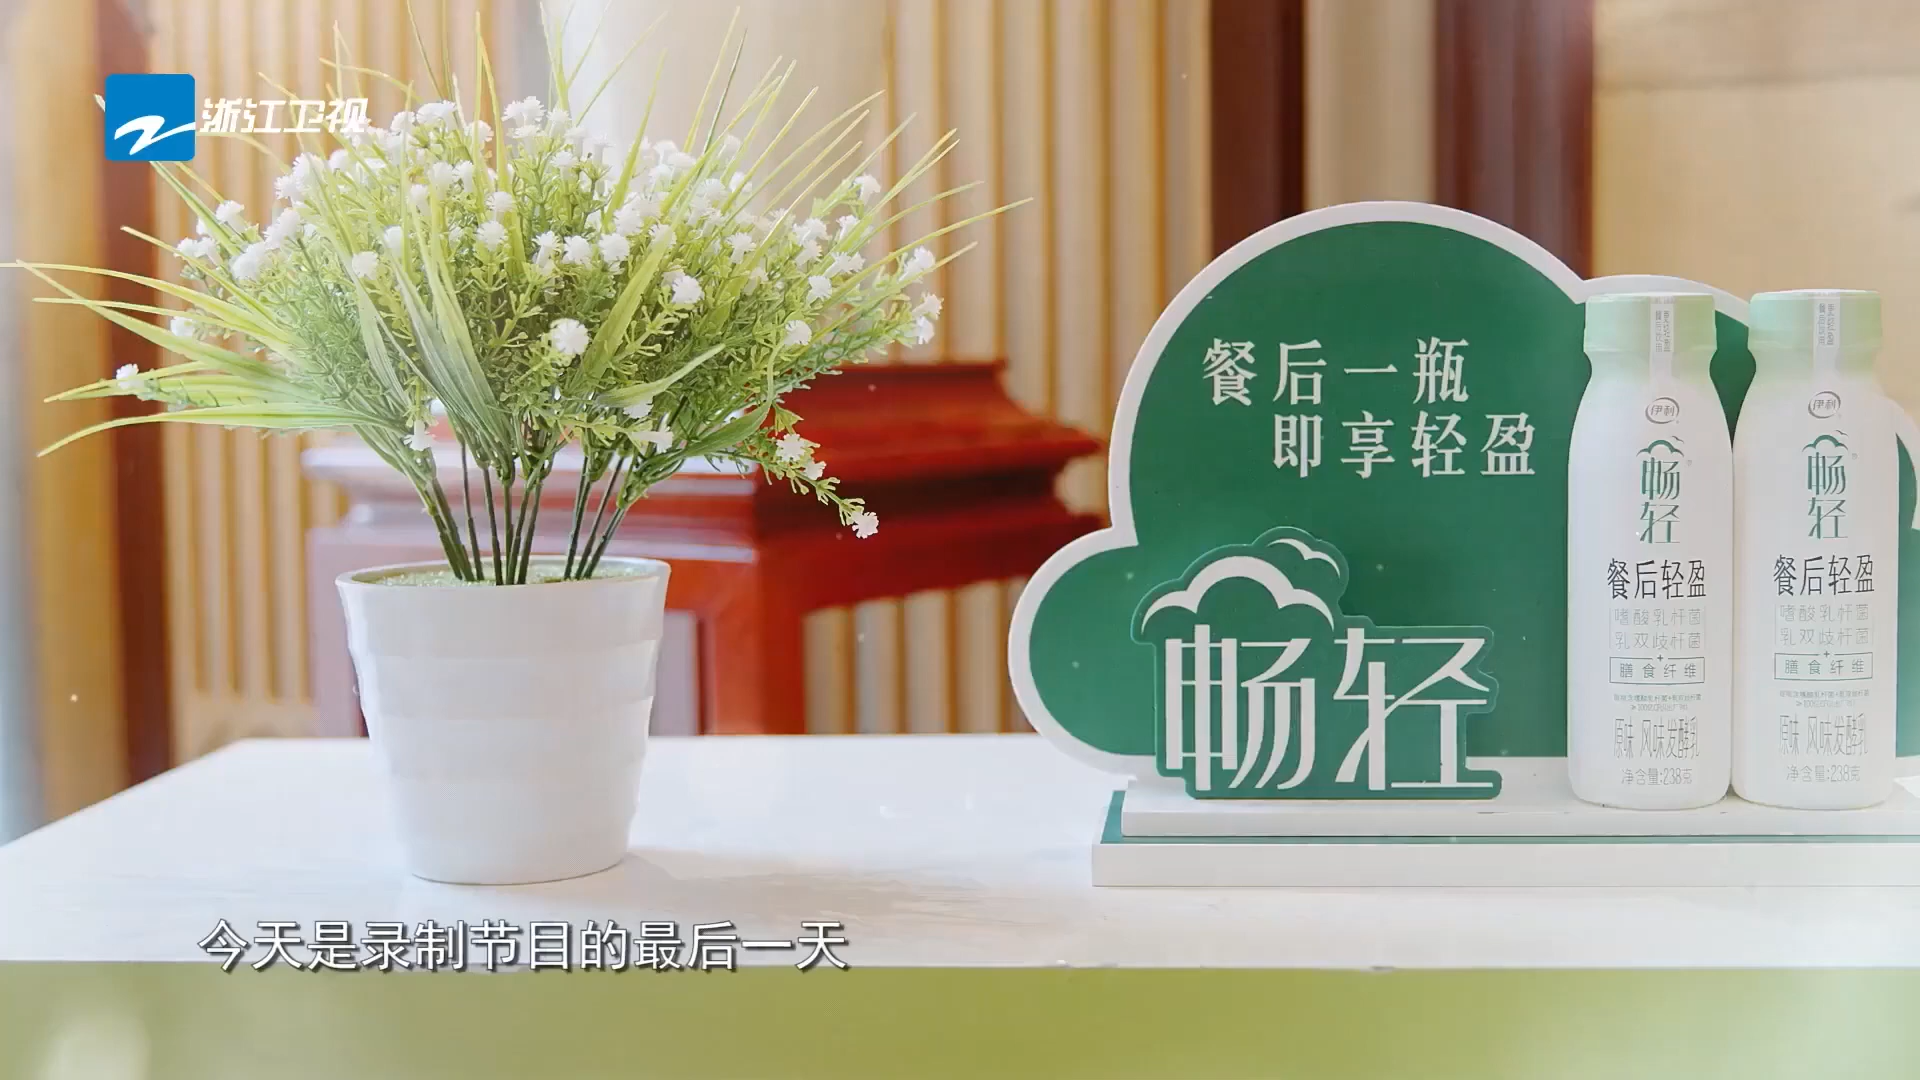 浙江卫视
餐后一瓶
即享轻盈
畅轻
伊利
畅轻
餐后轻盈
嗜酸乳杆菌
乳双歧杆菌
+
膳食纤维
原味 风味发酵乳
净含量:238克
伊利
畅轻
餐后轻盈
嗜酸乳杆菌
乳双歧杆菌
+
膳食纤维
原味 风味发酵乳
净含量:238克
今天是录制节目的最后一天